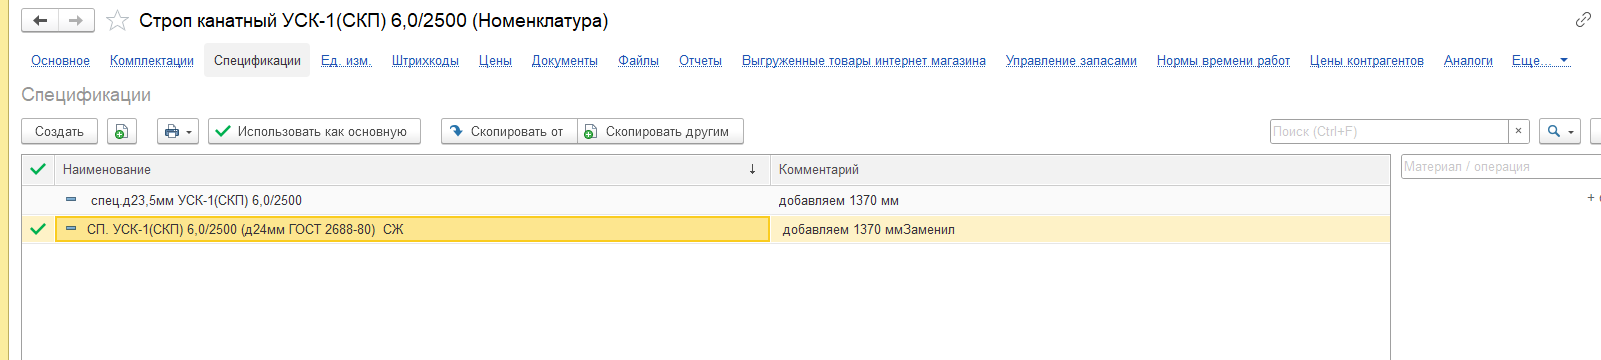 Строп канатный УСК-1(СКП) 6,0/2500 (Номенклатура)
Основное Комплектации Спецификации Ед. изм. Штрихкоды Цены Документы Файлы Отчеты Выгруженные товары интернет магазина Управление запасами Нормы времени работ Цены контрагентов Аналоги Еще...
Спецификации
Создать Использовать как основную Скопировать от Скопировать другим Поиск (Ctrl+F) ×
Наименование ↓ Комментарий Материал / операция
спец.д23,5мм УСК-1(СКП) 6,0/2500 добавляем 1370 мм
+
СП. УСК-1(СКП) 6,0/2500 (д24мм ГОСТ 2688-80)  СЖ добавляем 1370 ммЗаменил